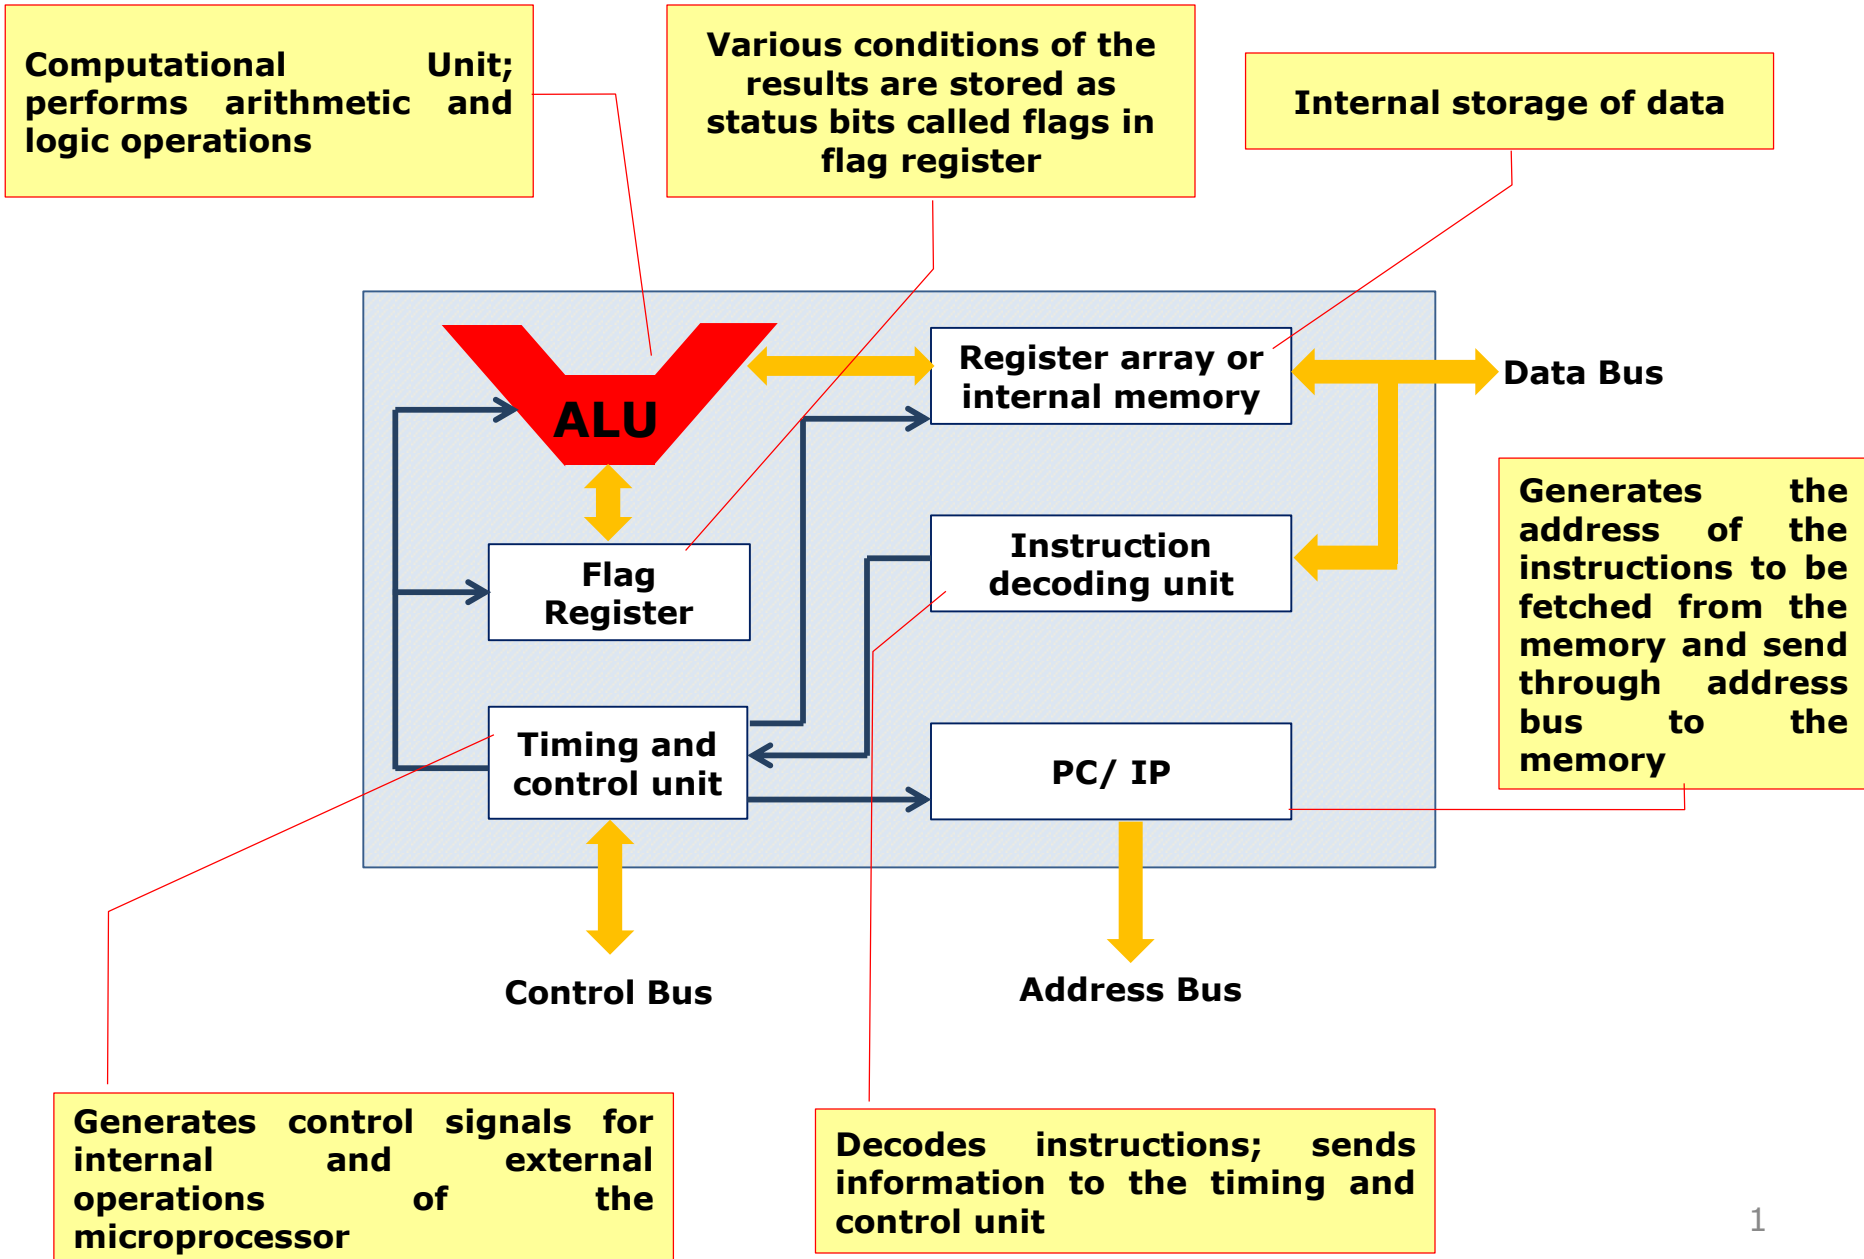 Computational Unit;
performs arithmetic and
logic operations
Various conditions of the
results are stored as
status bits called flags in
flag register
Internal storage of data
ALU
Register array or
internal memory
Data Bus
Generates the
address of the
instructions to be
fetched from the
memory and send
through address
bus to the
memory
Flag
Register
Instruction
decoding unit
Timing and
control unit
PC/ IP
Control Bus
Address Bus
Generates control signals for
internal and external
operations of the
microprocessor
Decodes instructions; sends
information to the timing and
control unit
1